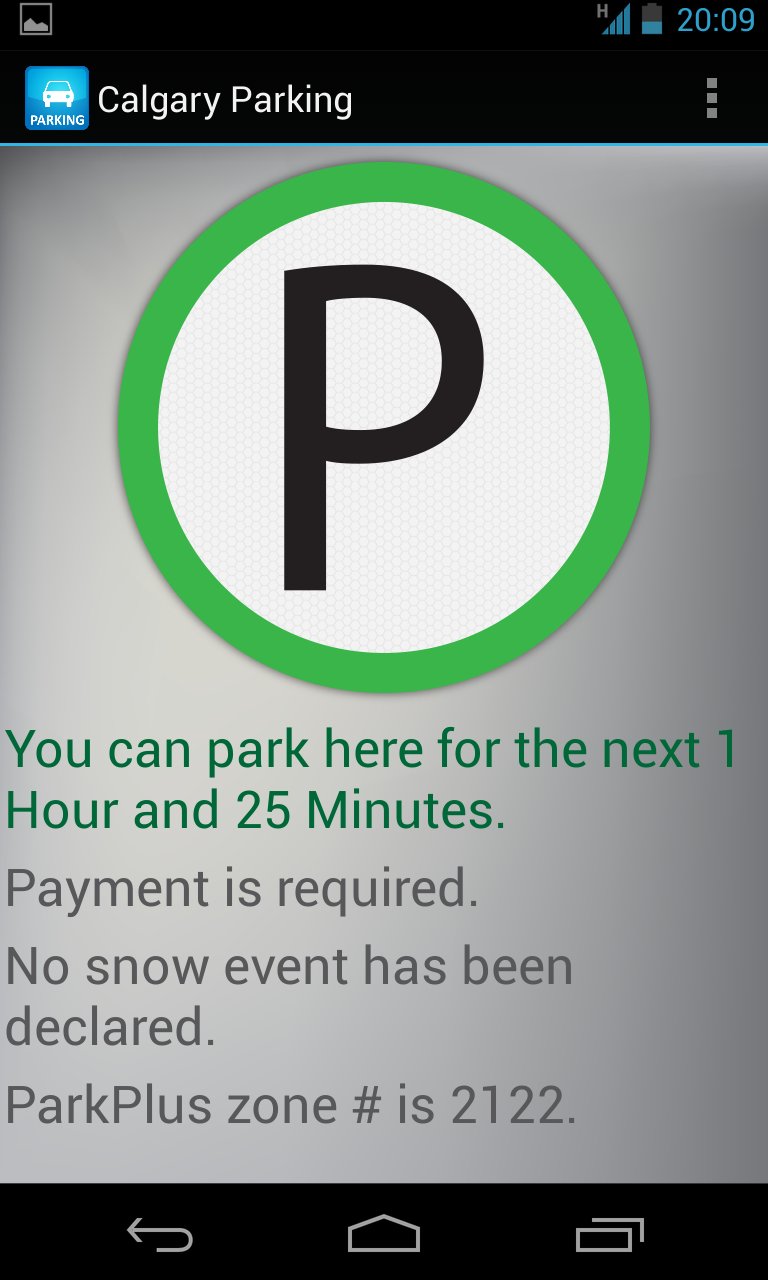 H 20:09
PARKING Calgary Parking
P
You can park here for the next 1
Hour and 25 Minutes.
Payment is required.
No snow event has been
declared.
ParkPlus zone # is 2122.